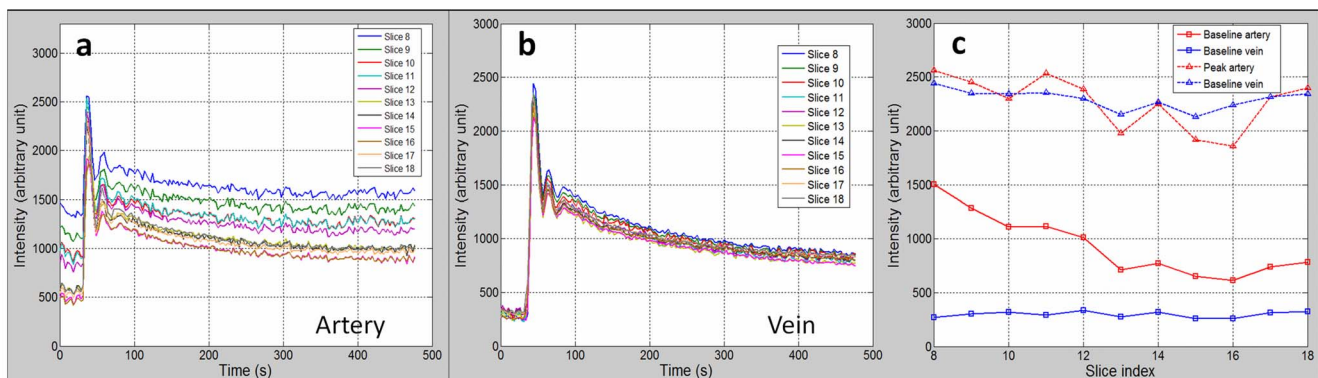 a
Intensity (arbitrary unit)
3000
2500
2000
1500
1000
500
0
0 100 200 300 400 500
Time (s)
Slice 8
Slice 9
Slice 10
Slice 11
Slice 12
Slice 13
Slice 14
Slice 15
Slice 16
Slice 17
Slice 18
Artery
b
Intensity (arbitrary unit)
3000
2500
2000
1500
1000
500
0
0 100 200 300 400 500
Time (s)
Slice 8
Slice 9
Slice 10
Slice 11
Slice 12
Slice 13
Slice 14
Slice 15
Slice 16
Slice 17
Slice 18
Vein
c
Intensity (arbitrary unit)
3000
2500
2000
1500
1000
500
0
8 10 12 14 16 18
Slice index
Baseline artery
Baseline vein
Peak artery
Baseline vein